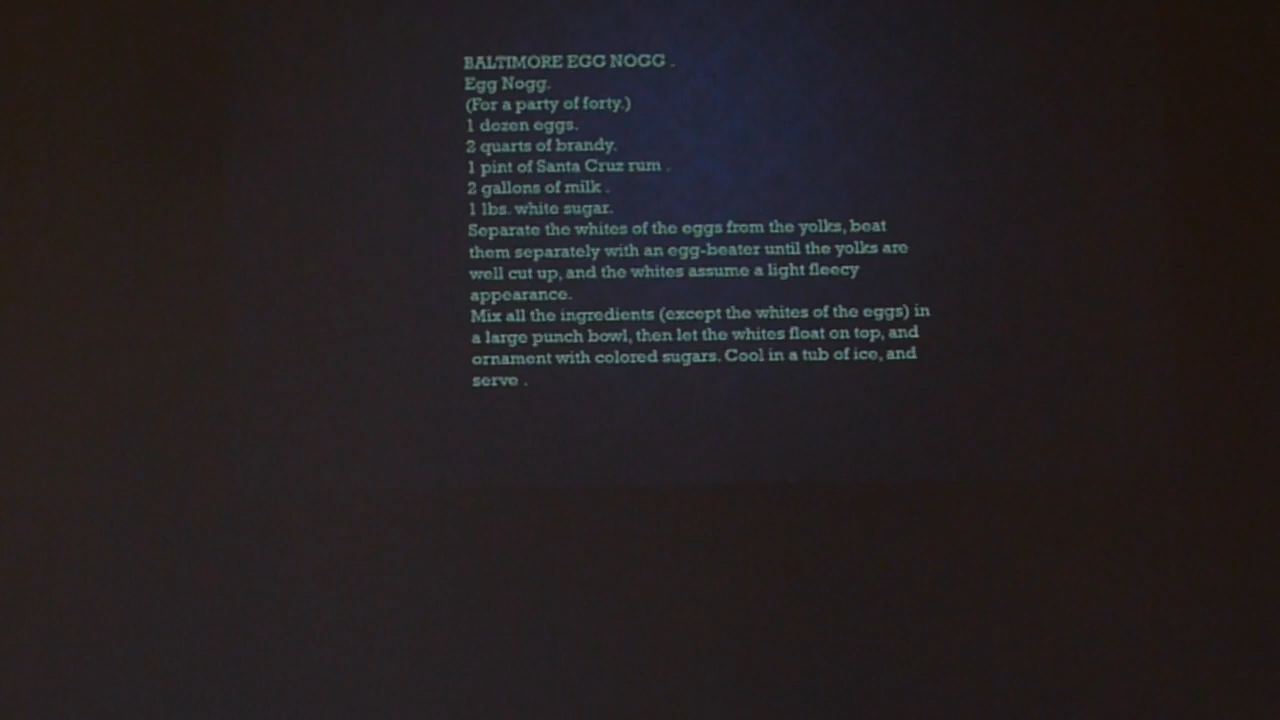 BALTIMORE EGG NOGG .
Egg Nogg.
(For a party of forty.)
1 dozen eggs.
2 quarts of brandy.
1 pint of Santa Cruz rum .
2 gallons of milk .
1 lbs. white sugar.
Separate the whites of the eggs from the yolks, beat
them separately with an egg-beater until the yolks are
well cut up, and the whites assume a light fleecy
appearance.
Mix all the ingredients (except the whites of the eggs) in
a large punch bowl, then let the whites float on top, and
ornament with colored sugars. Cool in a tub of ice, and
serve .